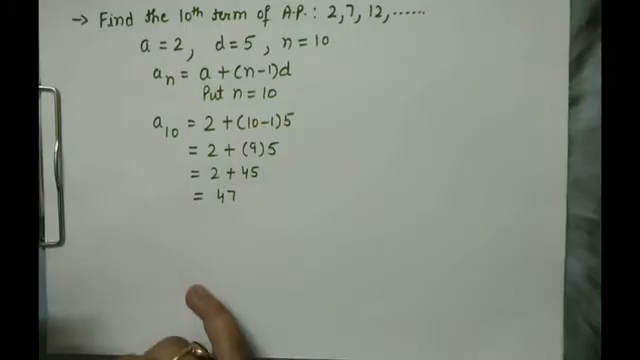 → Find the 10th term of A.P.: 2, 7, 12, ......
a = 2, d = 5, n = 10
aₙ = a + (n-1)d
Put n = 10
a₁₀ = 2 + (10-1)5
= 2 + (9)5
= 2 + 45
= 47